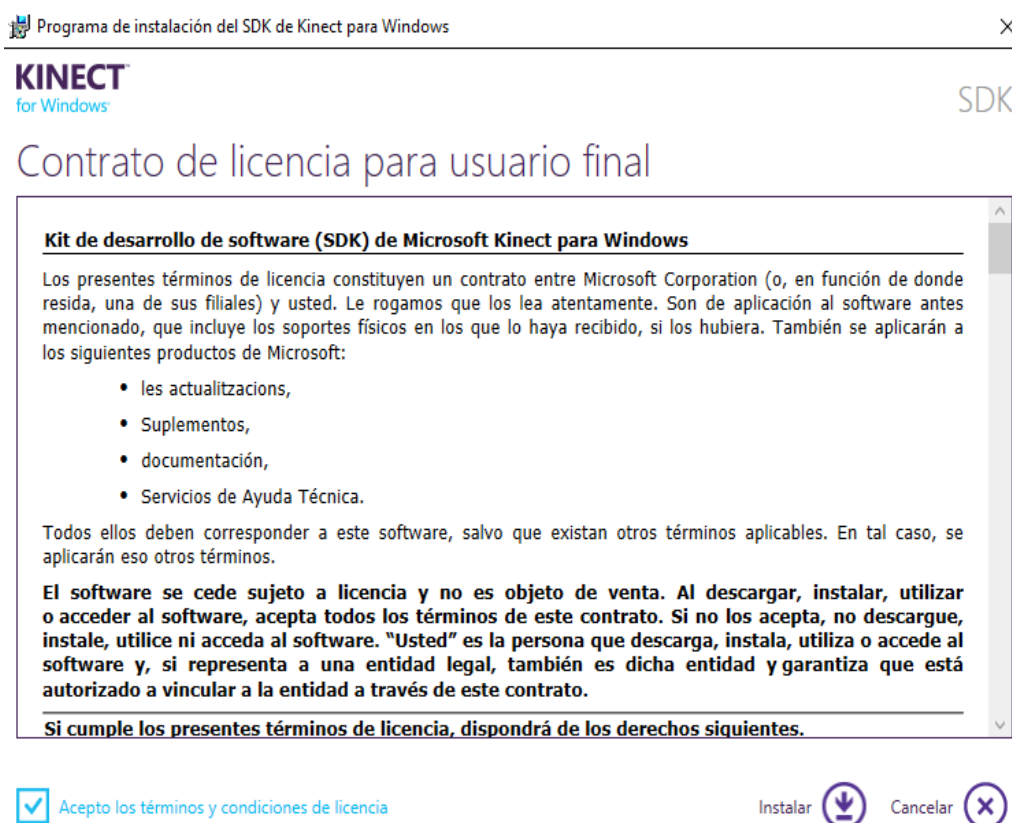 Programa de instalación del SDK de Kinect para Windows
KINECT™
for Windows®
SDK
Contrato de licencia para usuario final
Kit de desarrollo de software (SDK) de Microsoft Kinect para Windows
Los presentes términos de licencia constituyen un contrato entre Microsoft Corporation (o, en función de donde
resida, una de sus filiales) y usted. Le rogamos que los lea atentamente. Son de aplicación al software antes
mencionado, que incluye los soportes físicos en los que lo haya recibido, si los hubiera. También se aplicarán a
los siguientes productos de Microsoft:
• les actualitzacions,
• Suplementos,
• documentación,
• Servicios de Ayuda Técnica.
Todos ellos deben corresponder a este software, salvo que existan otros términos aplicables. En tal caso, se
aplicarán eso otros términos.
El software se cede sujeto a licencia y no es objeto de venta. Al descargar, instalar, utilizar
o acceder al software, acepta todos los términos de este contrato. Si no los acepta, no descargue,
instale, utilice ni acceda al software. “Usted” es la persona que descarga, instala, utiliza o accede al
software y, si representa a una entidad legal, también es dicha entidad y garantiza que está
autorizado a vincular a la entidad a través de este contrato.
Si cumple los presentes términos de licencia, dispondrá de los derechos siguientes.
Acepto los términos y condiciones de licencia
Instalar
Cancelar